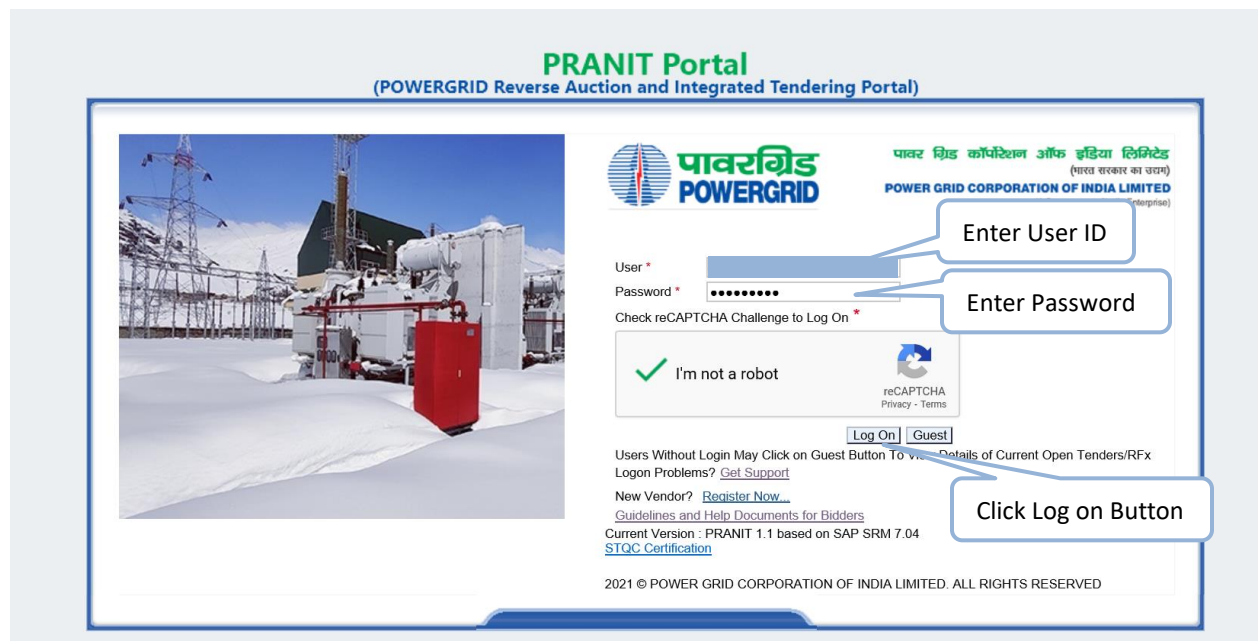 PRANIT Portal
(POWERGRID Reverse Auction and Integrated Tendering Portal)
पावरग्रिड
POWERGRID
पावर ग्रिड कॉर्पोरेशन ऑफ इंडिया लिमिटेड
(भारत सरकार का उद्यम)
POWER GRID CORPORATION OF INDIA LIMITED
Enterprise)
Enter User ID
User *
Password *
Enter Password
Check reCAPTCHA Challenge to Log On *
I'm not a robot
reCAPTCHA
Privacy - Terms
Log On Guest
Users Without Login May Click on Guest Button To View Details of Current Open Tenders/RFx
Logon Problems? Get Support
New Vendor? Register Now...
Click Log on Button
Guidelines and Help Documents for Bidders
Current Version : PRANIT 1.1 based on SAP SRM 7.04
STQC Certification
2021 © POWER GRID CORPORATION OF INDIA LIMITED. ALL RIGHTS RESERVED